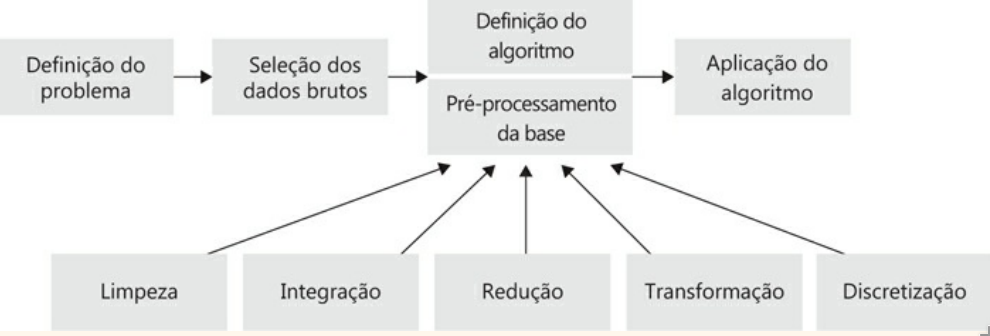 Definição do
problema
Seleção dos
dados brutos
Definição do
algoritmo
Pré-processamento
da base
Aplicação do
algoritmo
Limpeza
Integração
Redução
Transformação
Discretização